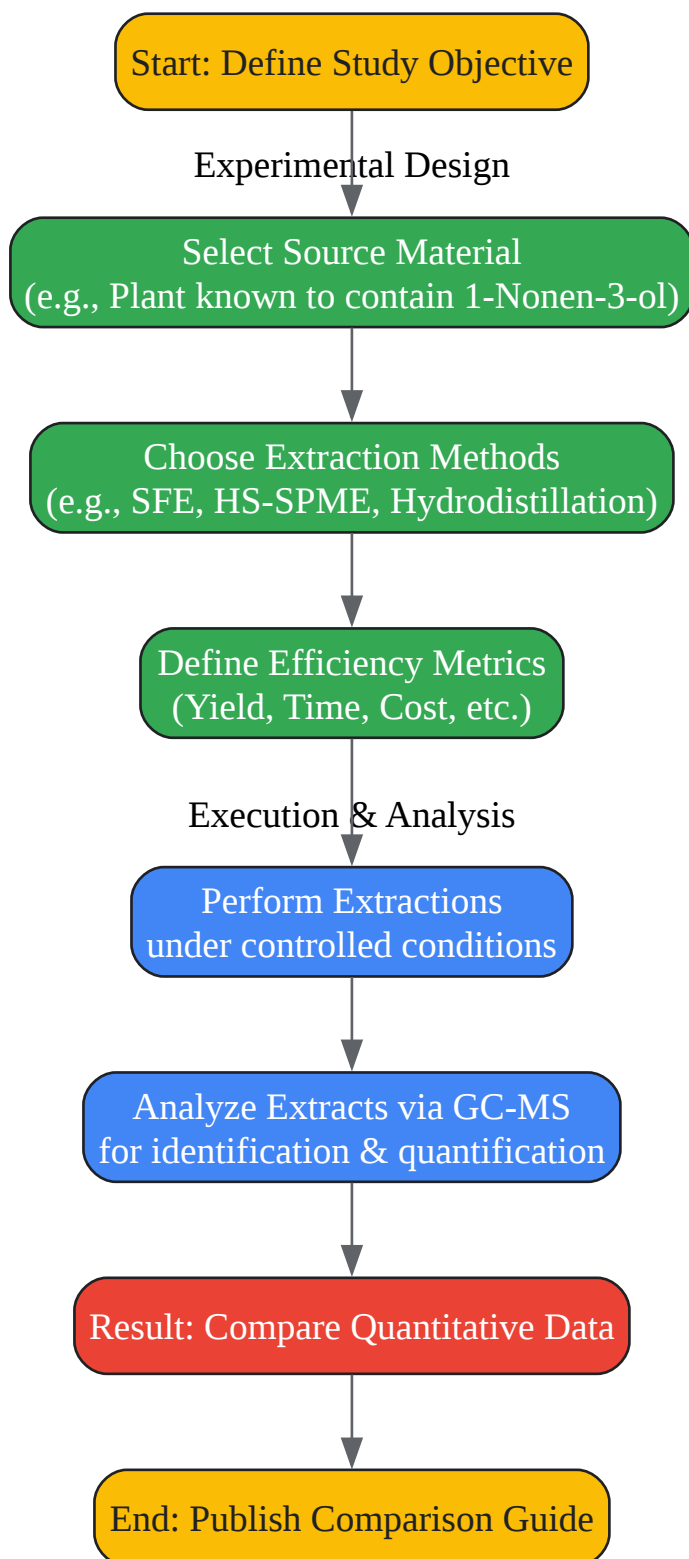 Start: Define Study Objective
Experimental Design
Select Source Material
(e.g., Plant known to contain 1-Nonen-3-ol)
Choose Extraction Methods
(e.g., SFE, HS-SPME, Hydrodistillation)
Define Efficiency Metrics
(Yield, Time, Cost, etc.)
Execution & Analysis
Perform Extractions
under controlled conditions
Analyze Extracts via GC-MS
for identification & quantification
Result: Compare Quantitative Data
End: Publish Comparison Guide